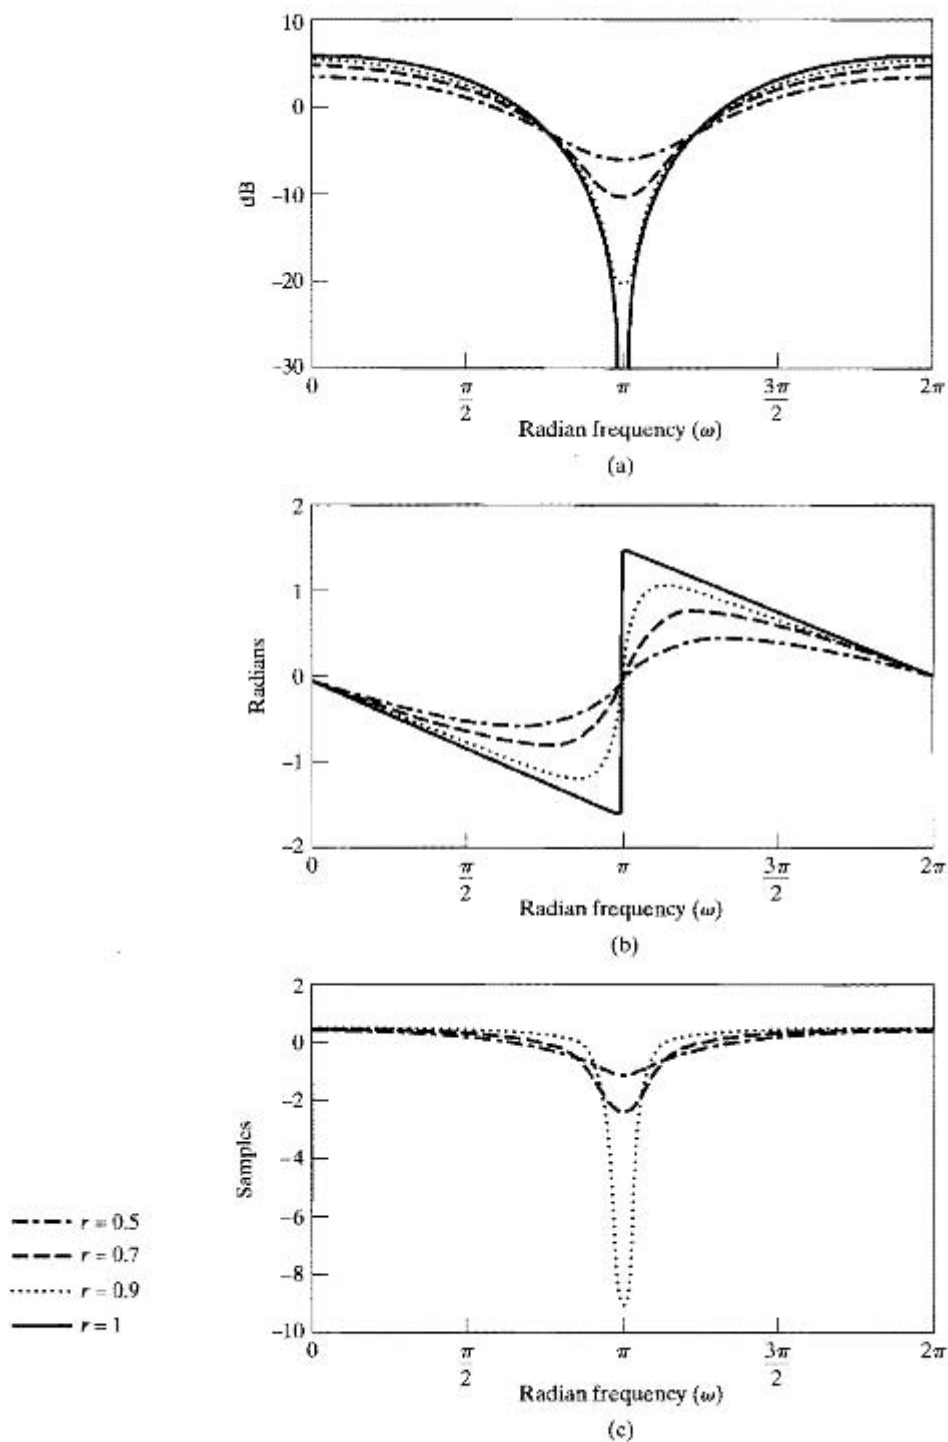 10
0
dB
−10
−20
−30
0
π/2
π
3π/2
2π
Radian frequency (ω)
(a)
2
1
Radians
0
−1
−2
0
π/2
π
3π/2
2π
Radian frequency (ω)
(b)
2
0
−2
Samples
−4
−6
−8
−10
0
π/2
π
3π/2
2π
Radian frequency (ω)
(c)
r = 0.5
r = 0.7
r = 0.9
r = 1